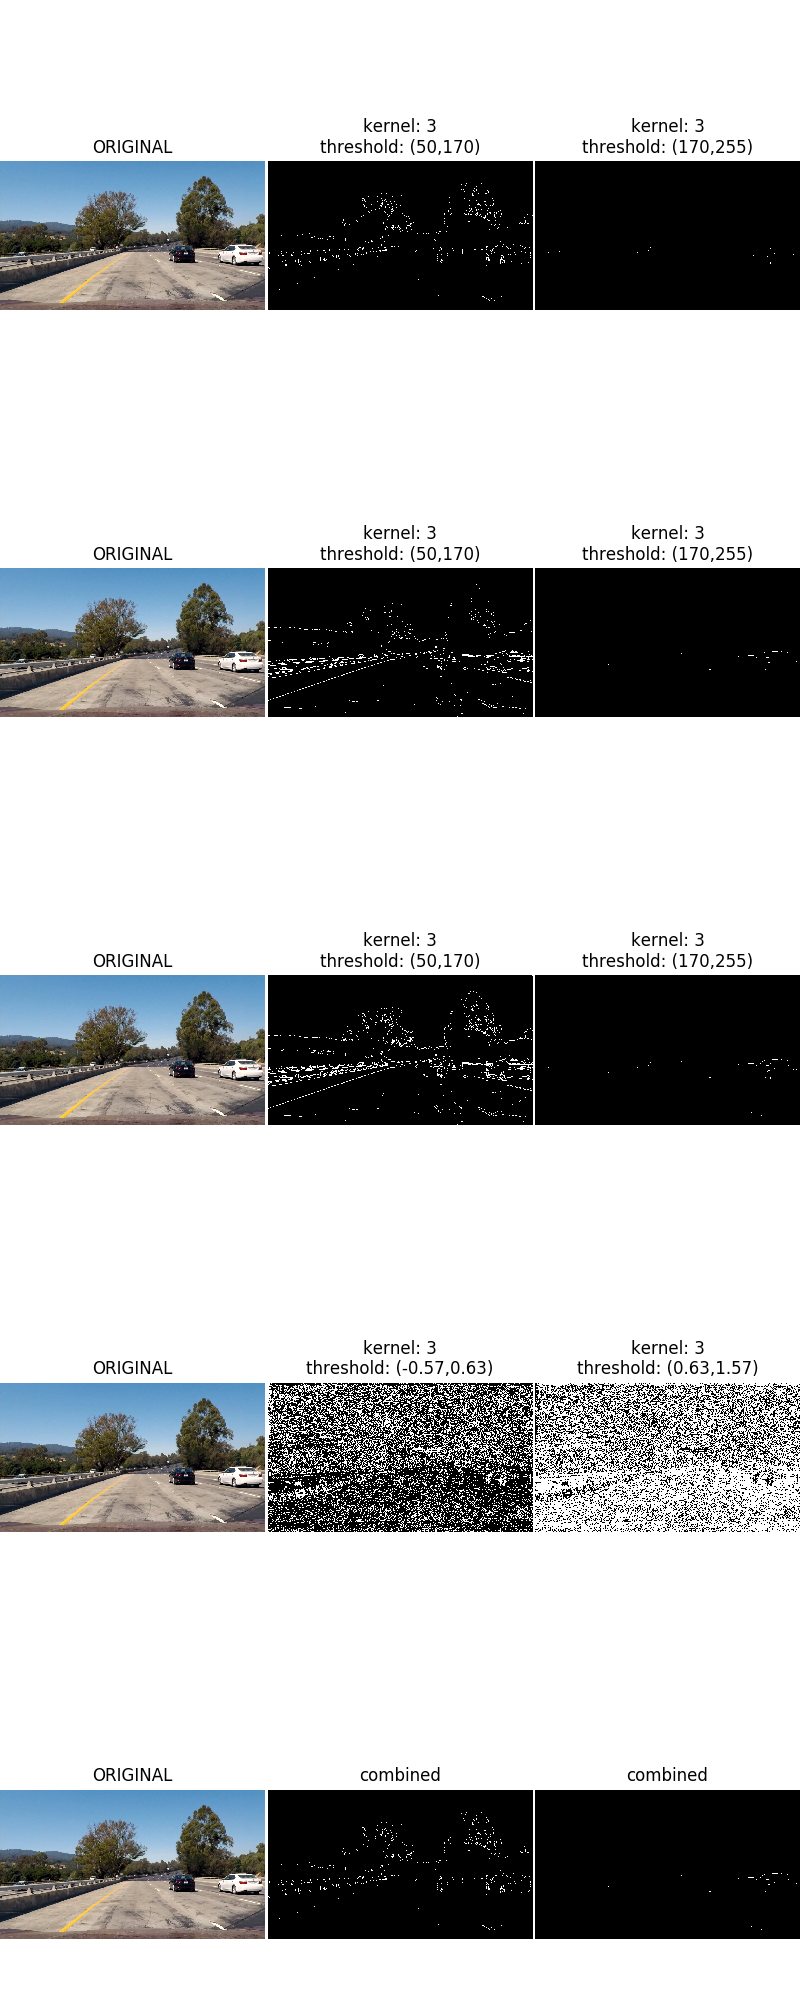 ORIGINAL
kernel: 3
threshold: (50,170)
kernel: 3
threshold: (170,255)
ORIGINAL
kernel: 3
threshold: (50,170)
kernel: 3
threshold: (170,255)
ORIGINAL
kernel: 3
threshold: (50,170)
kernel: 3
threshold: (170,255)
ORIGINAL
kernel: 3
threshold: (-0.57,0.63)
kernel: 3
threshold: (0.63,1.57)
ORIGINAL
combined
combined